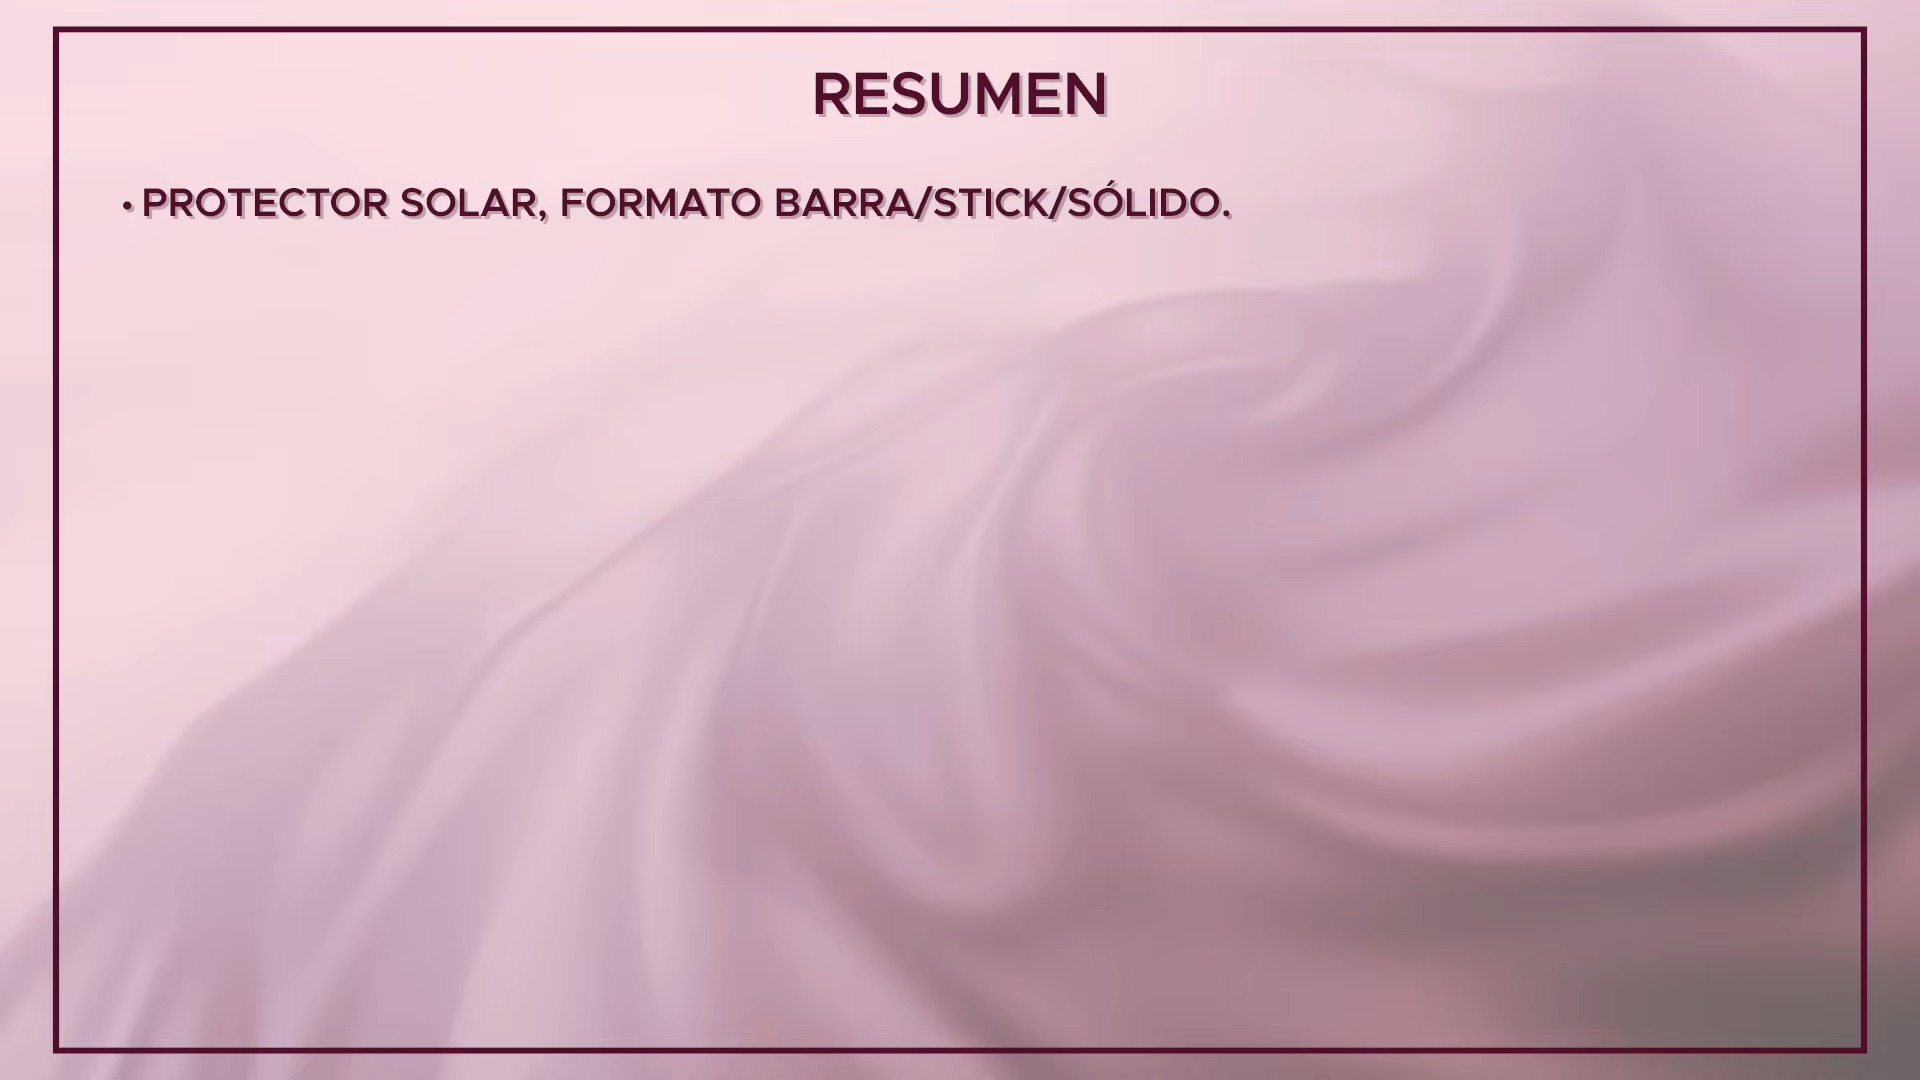 RESUMEN
• PROTECTOR SOLAR, FORMATO BARRA/STICK/SÓLIDO.